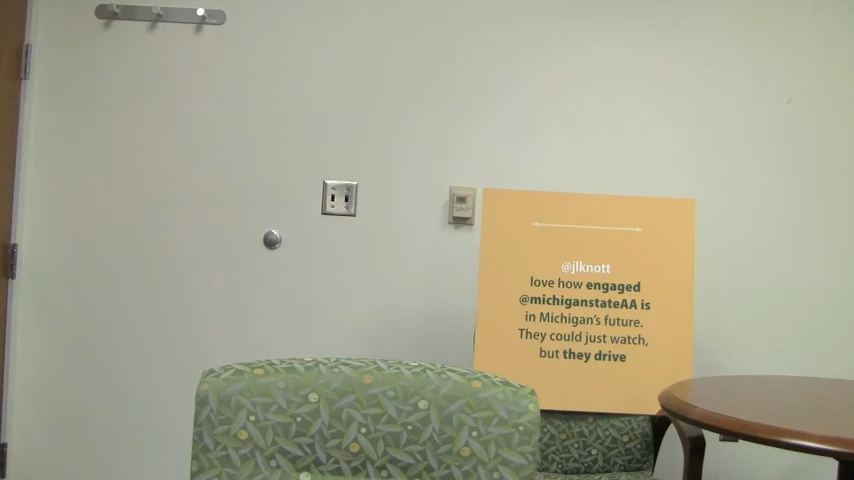 @jlknott
love how engaged
@michiganstateAA is
in Michigan's future.
They could just watch,
but they drive